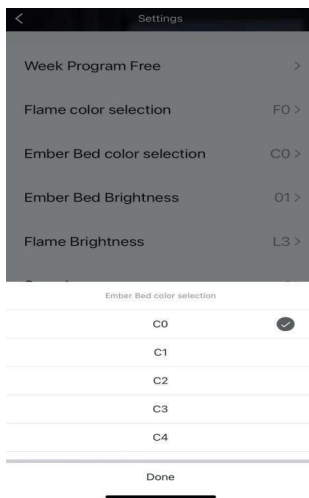 Settings
Week Program Free
Flame color selection F0
Ember Bed color selection C0
Ember Bed Brightness 01
Flame Brightness L3
Ember Bed color selection
C0
C1
C2
C3
C4
Done